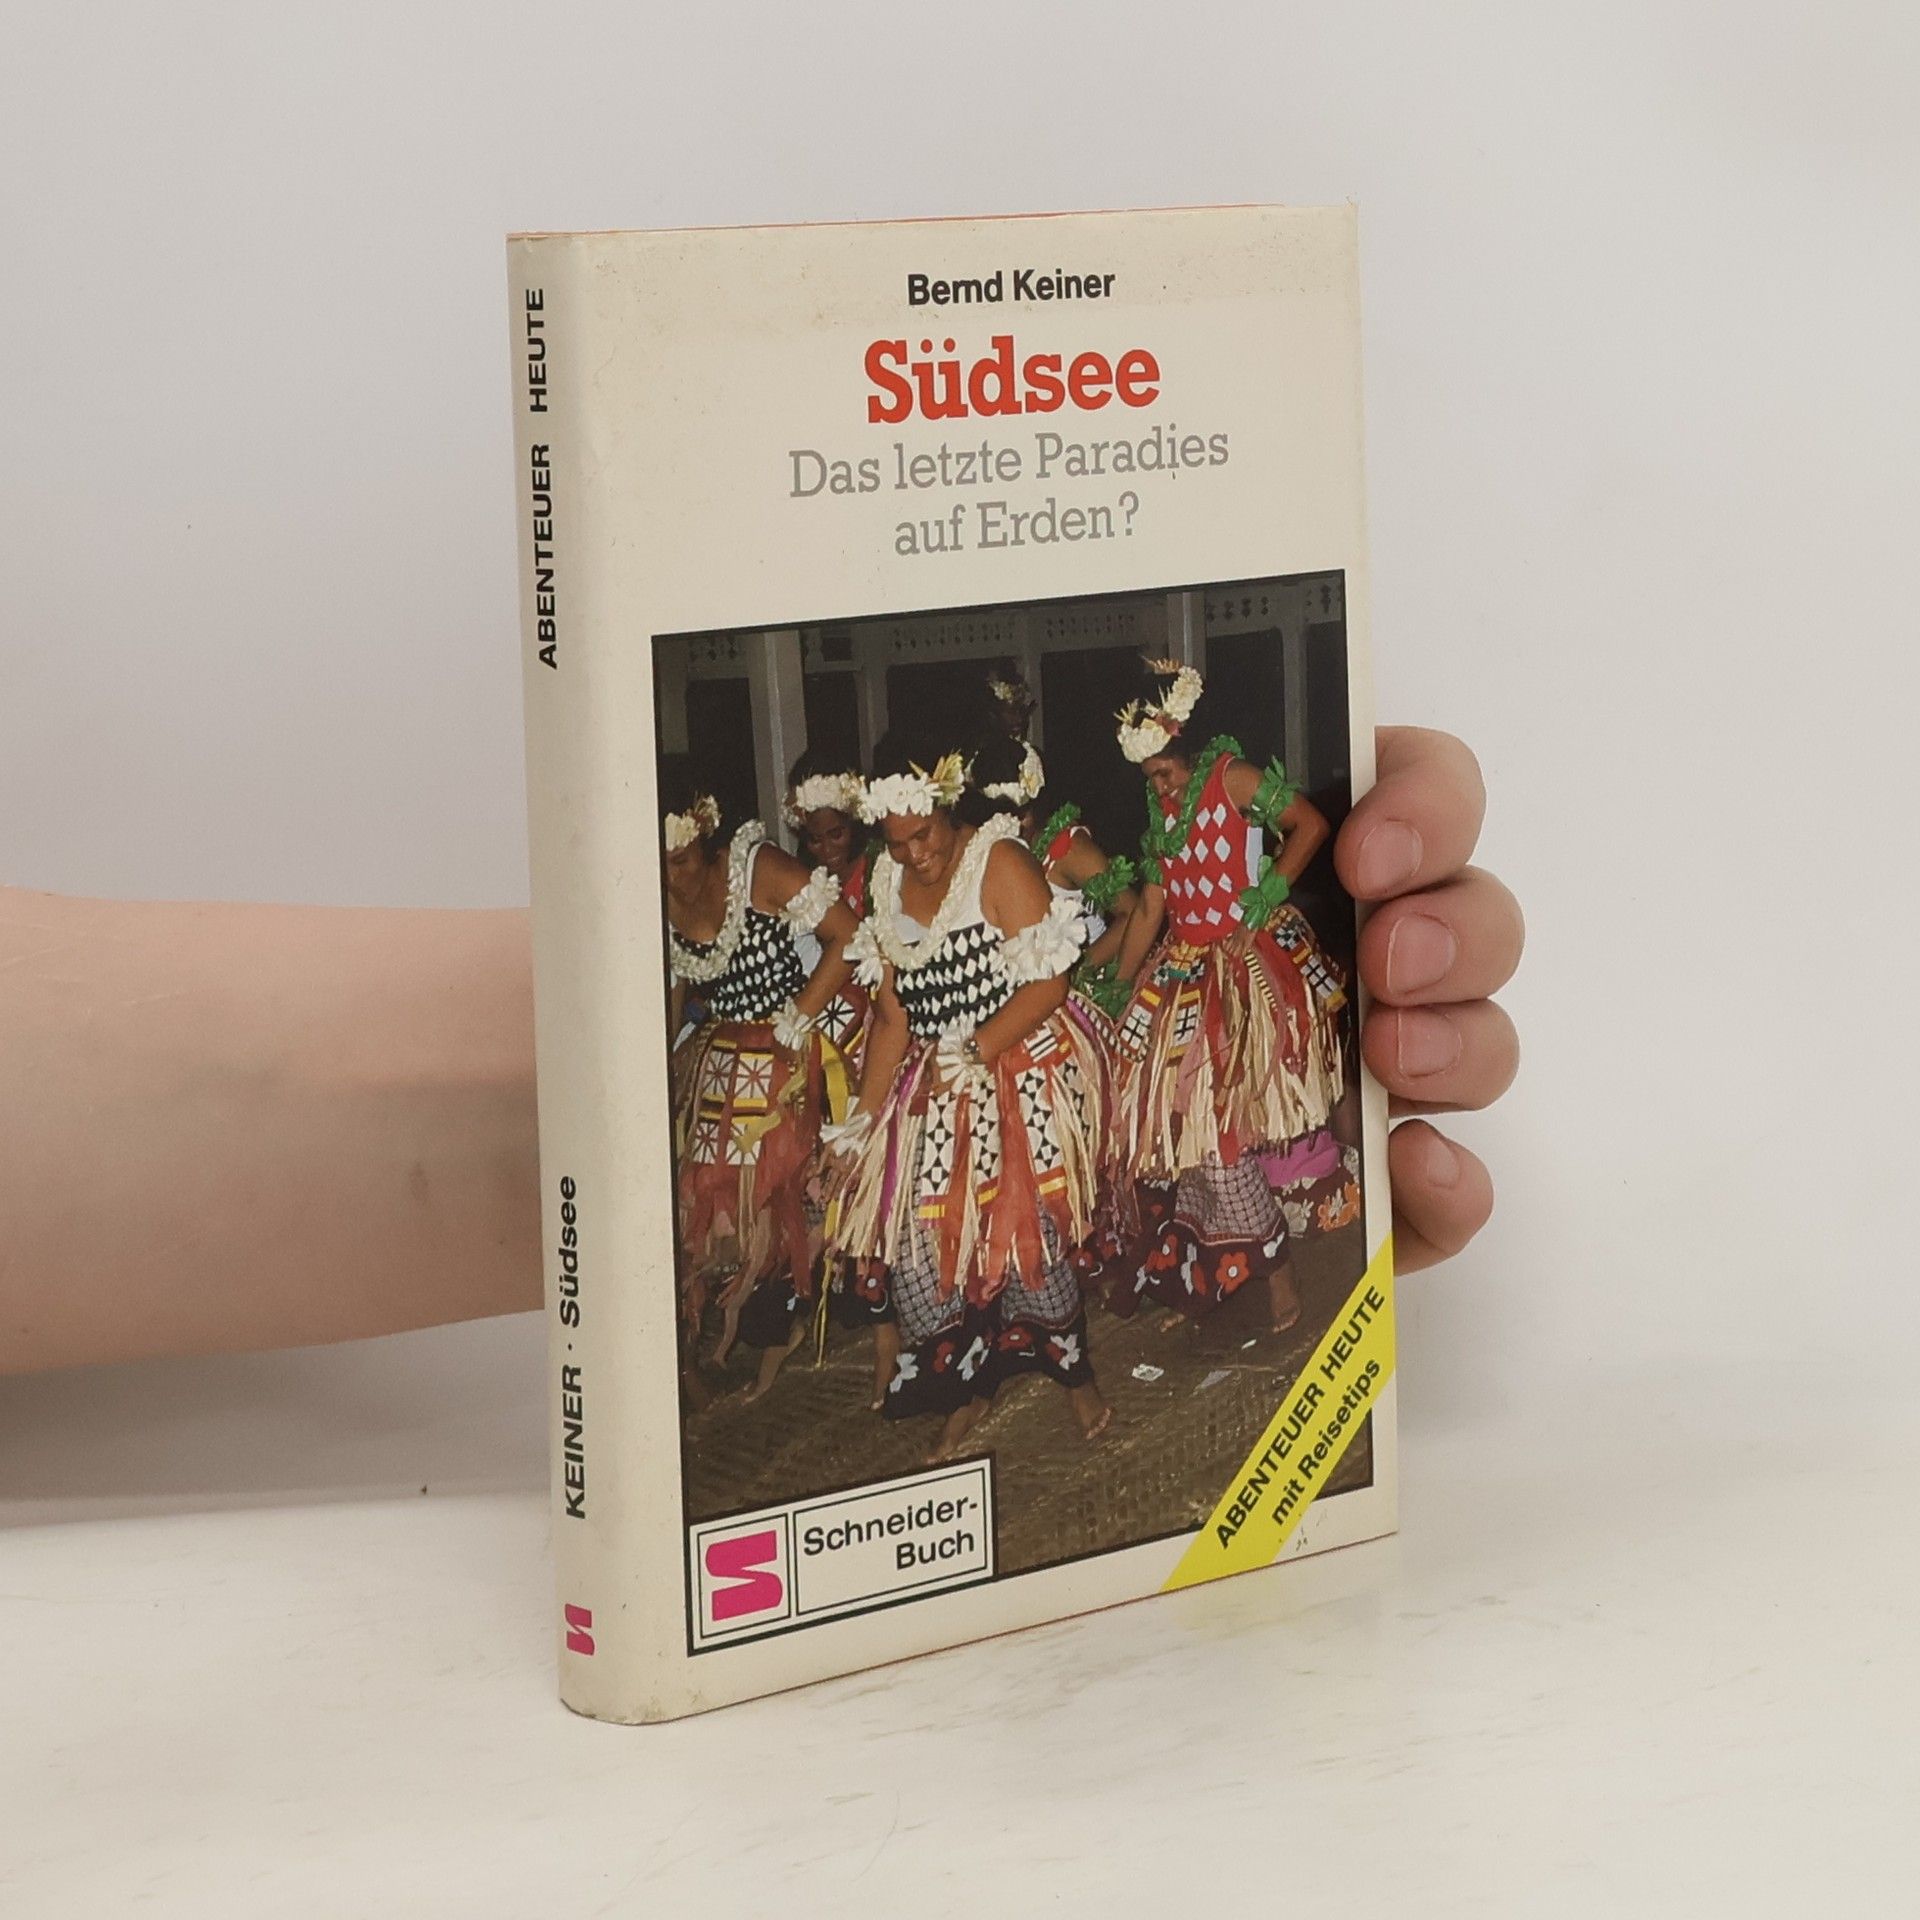 Bernd Keiner
Südsee
Das letzte Paradies
auf Erden?
ABENTEUER HEUTE
mit Reisetips
Schneider-
Buch
ABENTEUER HEUTE
KEINER · Südsee